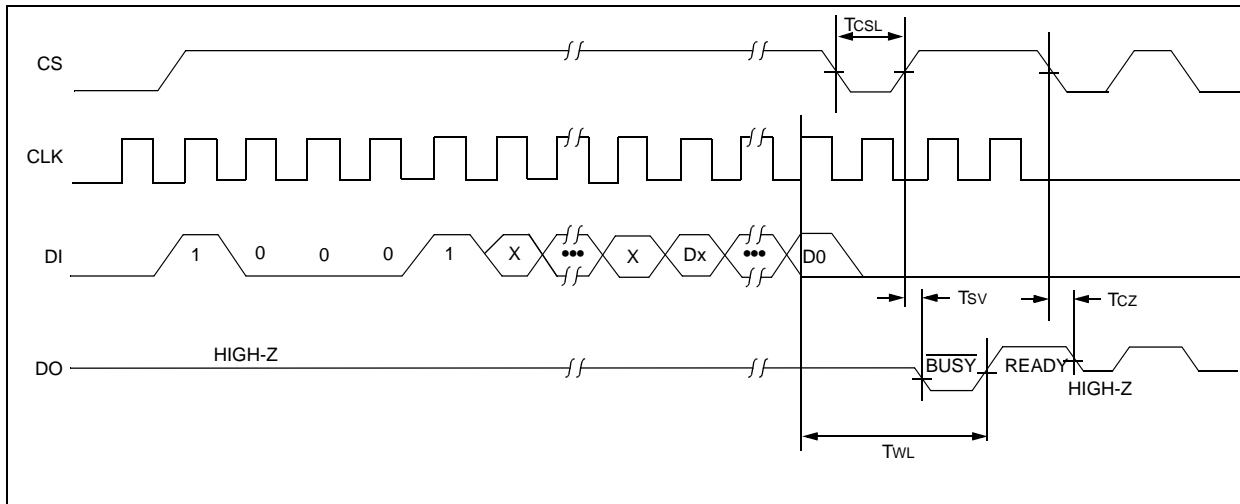 TCSL
CS
CLK
DI 1 0 0 0 1 X ••• X Dx ••• D0
TSV TCZ
HIGH-Z
DO BUSY READY
HIGH-Z
TWL